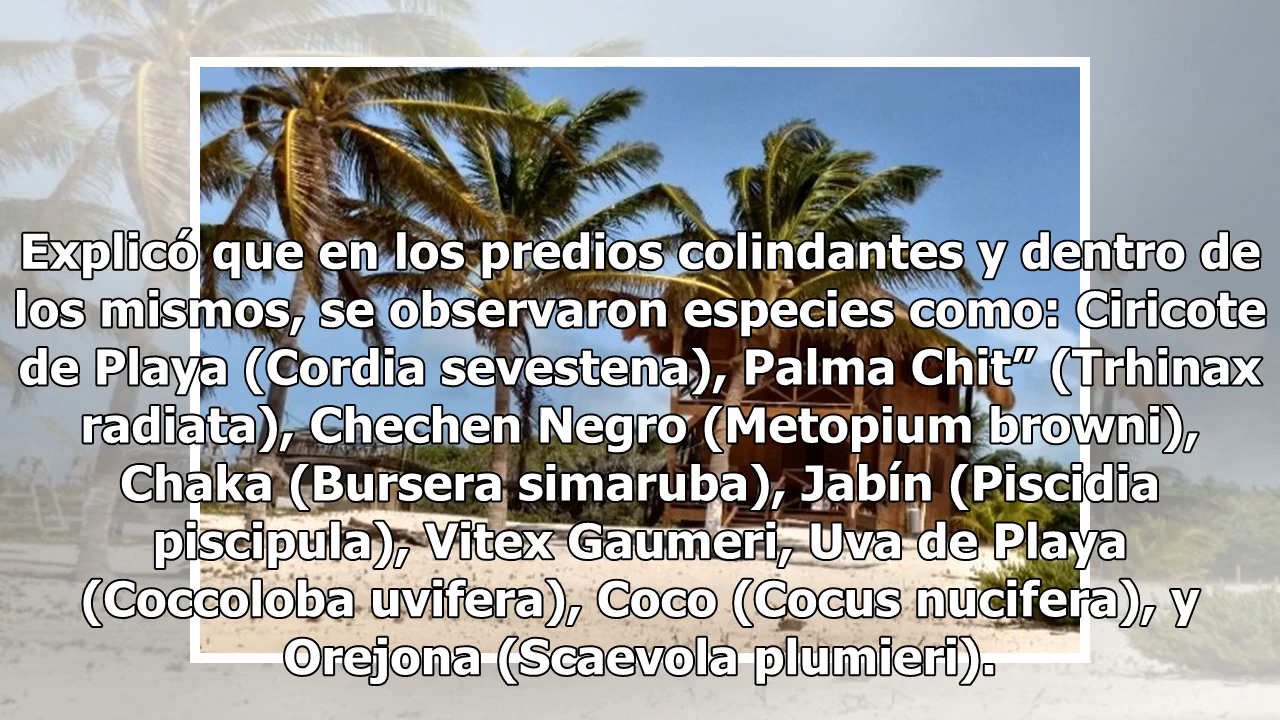 Explicó que en los predios colindantes y dentro de
los mismos, se observaron especies como: Ciricote
de Playa (Cordia sevestena), Palma Chit” (Trhinax
radiata), Chechen Negro (Metopium browni),
Chaka (Bursera simaruba), Jabín (Piscidia
piscipula), Vitex Gaumeri, Uva de Playa
(Coccoloba uvifera), Coco (Cocus nucifera), y
Orejona (Scaevola plumieri).